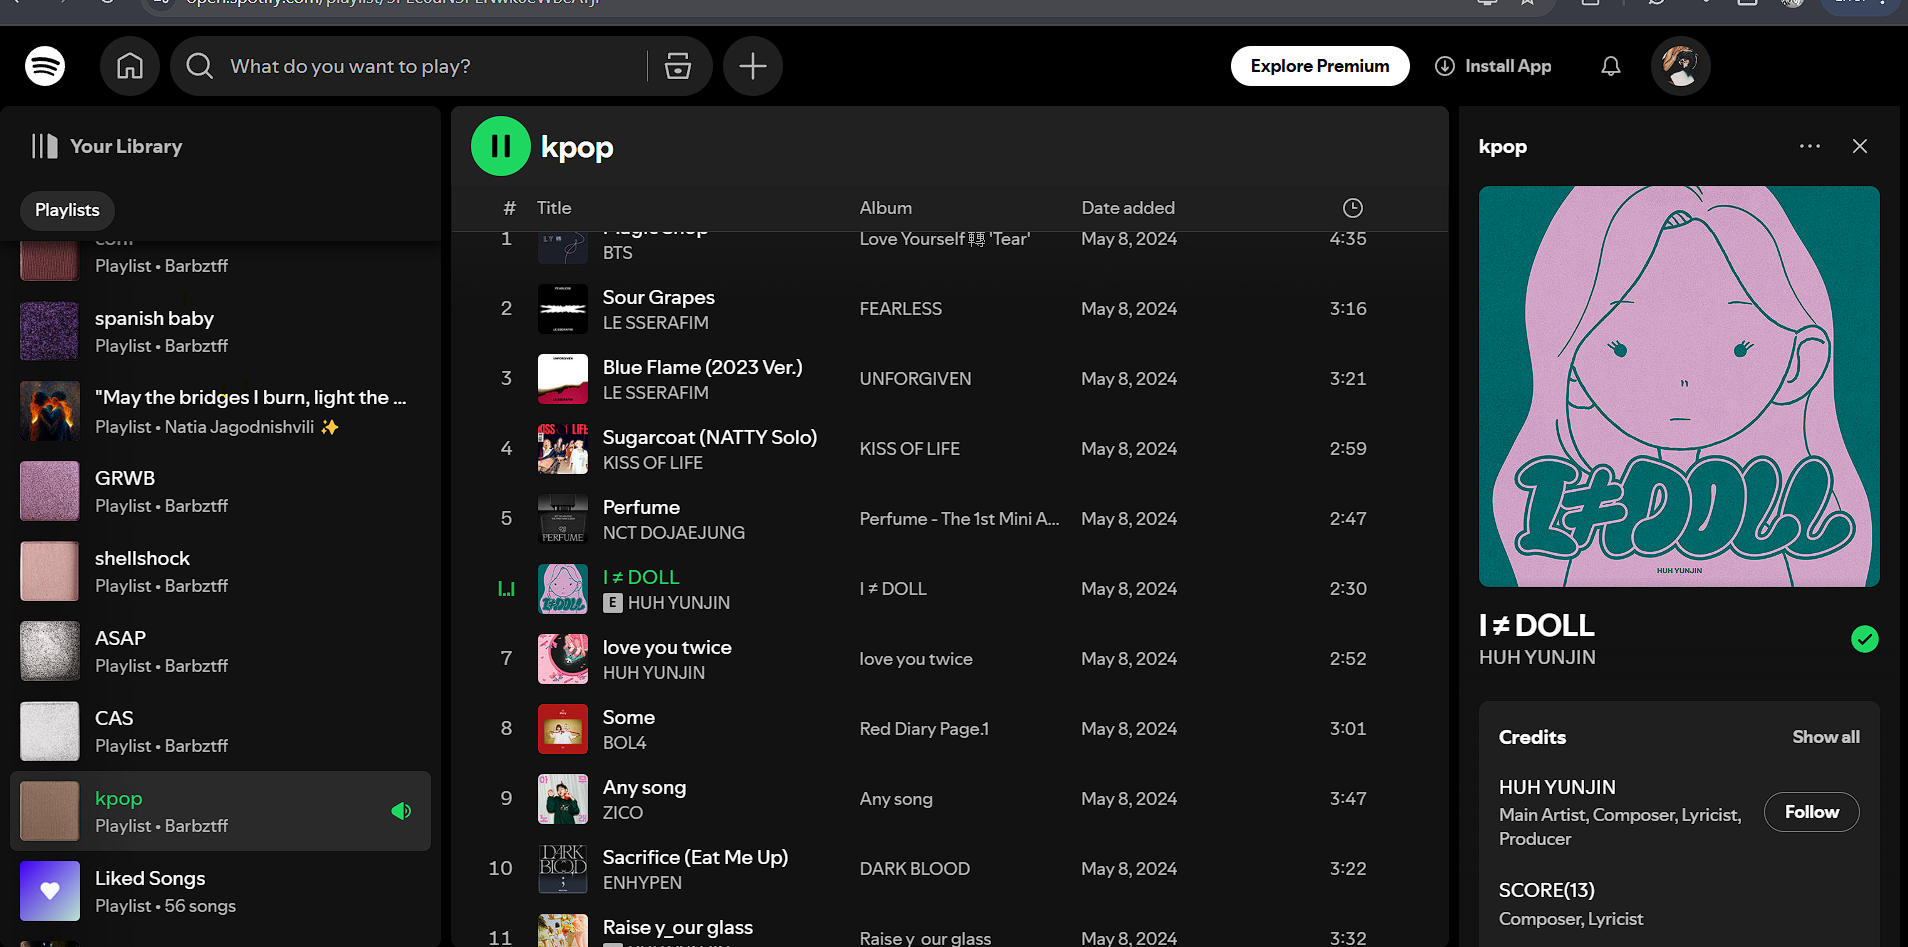 What do you want to play?
Explore Premium
Install App
Your Library
Playlists
Playlist • Barbztff
spanish baby
Playlist • Barbztff
"May the bridges I burn, light the ...
Playlist • Natia Jagodnishvili ✨
GRWB
Playlist • Barbztff
shellshock
Playlist • Barbztff
ASAP
Playlist • Barbztff
CAS
Playlist • Barbztff
kpop
Playlist • Barbztff
Liked Songs
Playlist • 56 songs
kpop
# Title Album Date added
1 Magic Shop Love Yourself 轉 'Tear' May 8, 2024 4:35
BTS
2 Sour Grapes FEARLESS May 8, 2024 3:16
LE SSERAFIM
3 Blue Flame (2023 Ver.) UNFORGIVEN May 8, 2024 3:21
LE SSERAFIM
4 Sugarcoat (NATTY Solo) KISS OF LIFE May 8, 2024 2:59
KISS OF LIFE
5 Perfume Perfume - The 1st Mini A... May 8, 2024 2:47
NCT DOJAEJUNG
I ≠ DOLL I ≠ DOLL May 8, 2024 2:30
E HUH YUNJIN
7 love you twice love you twice May 8, 2024 2:52
HUH YUNJIN
8 Some Red Diary Page.1 May 8, 2024 3:01
BOL4
9 Any song Any song May 8, 2024 3:47
ZICO
10 Sacrifice (Eat Me Up) DARK BLOOD May 8, 2024 3:22
ENHYPEN
11 Raise y_our glass Raise y_our glass May 8, 2024 3:32
kpop
I≠DOLL
HUH YUNJIN
I ≠ DOLL
HUH YUNJIN
Credits Show all
HUH YUNJIN
Main Artist, Composer, Lyricist,
Producer
Follow
SCORE(13)
Composer, Lyricist